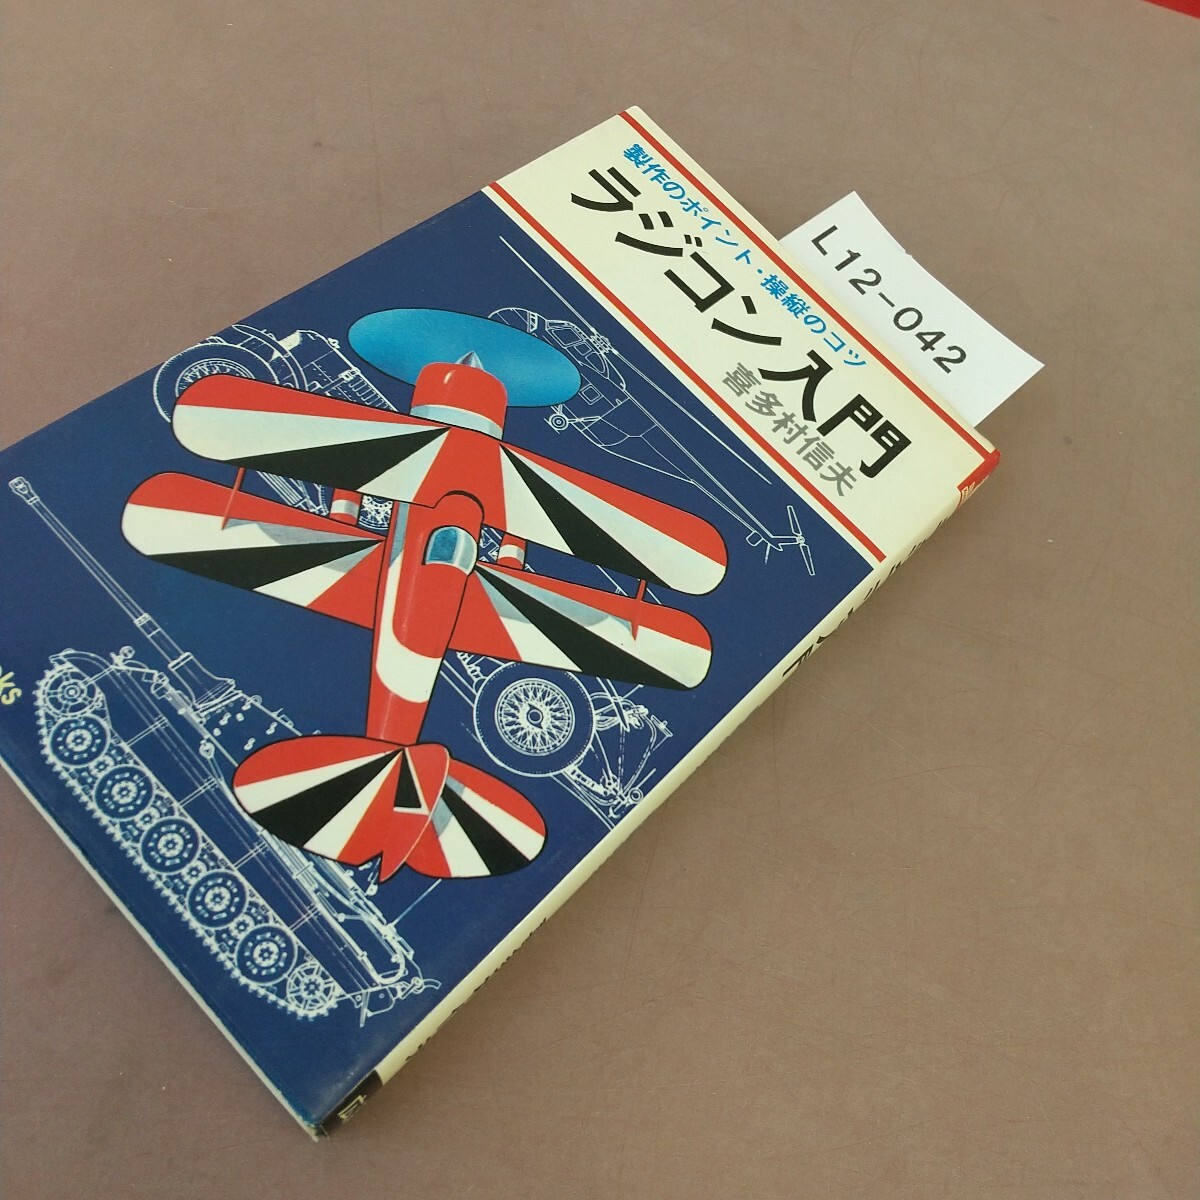 製作のポイント・操縦のコツ
ラジコン入門
喜多村信夫
L12-042